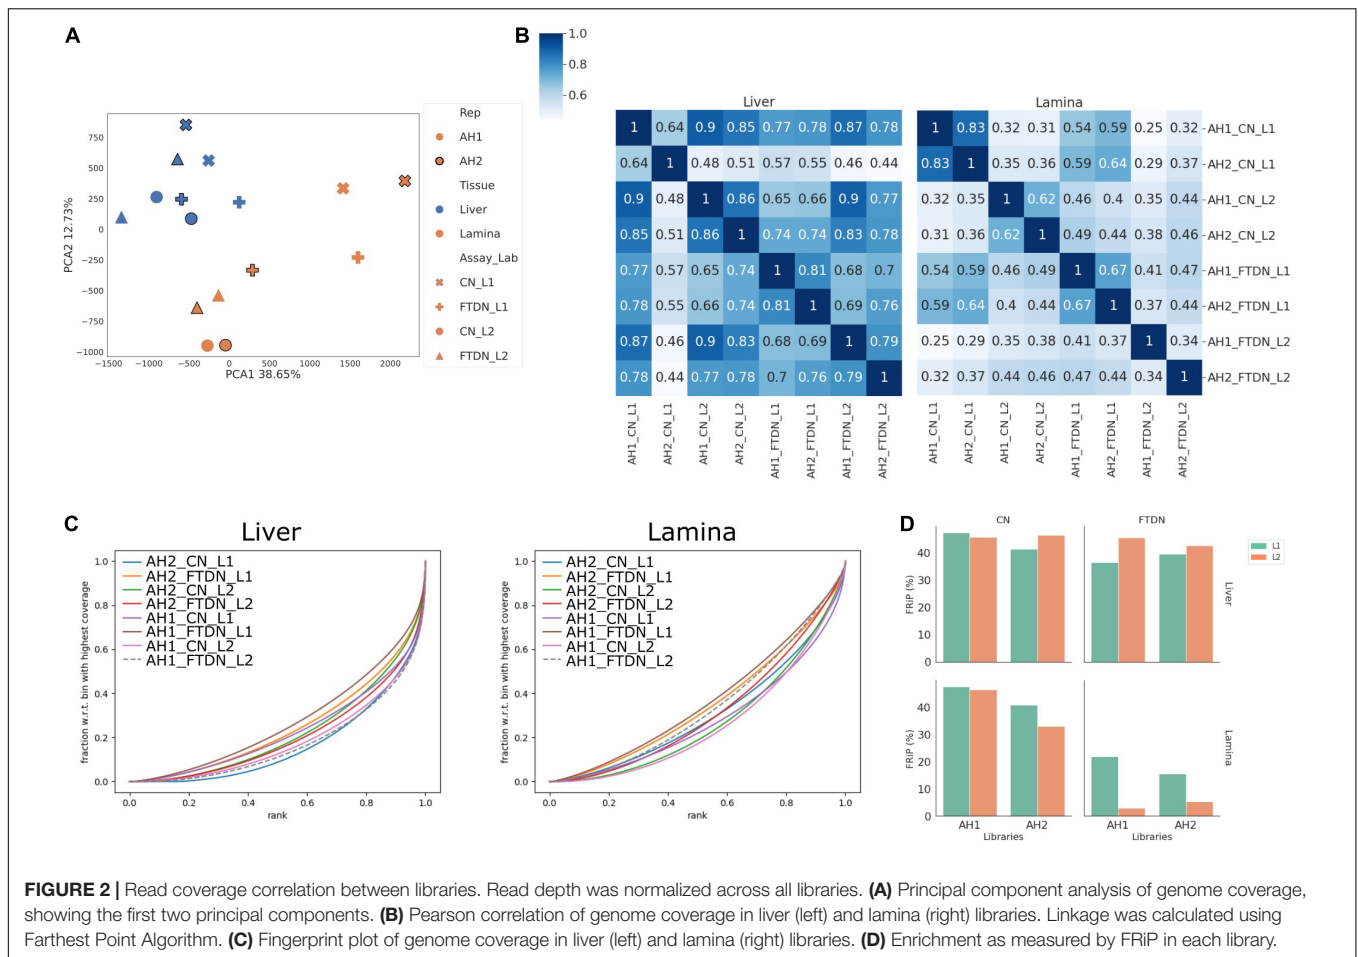 A
PCA2 12.73%
750
500
250
0
−250
−500
−750
−1000
−1500 −1000 −500 0 500 1000 1500 2000
PCA1 38.65%
Rep
AH1
AH2
Tissue
Liver
Lamina
Assay_Lab
CN_L1
FTDN_L1
CN_L2
FTDN_L2
B
1.0
0.8
0.6
Liver
1 0.64 0.9 0.85 0.77 0.78 0.87 0.78
0.64 1 0.48 0.51 0.57 0.55 0.46 0.44
0.9 0.48 1 0.86 0.65 0.66 0.9 0.77
0.85 0.51 0.86 1 0.74 0.74 0.83 0.78
0.77 0.57 0.65 0.74 1 0.81 0.68 0.7
0.78 0.55 0.66 0.74 0.81 1 0.69 0.76
0.87 0.46 0.9 0.83 0.68 0.69 1 0.79
0.78 0.44 0.77 0.78 0.7 0.76 0.79 1
AH1_CN_L1
AH2_CN_L1
AH1_CN_L2
AH2_CN_L2
AH1_FTDN_L1
AH2_FTDN_L1
AH1_FTDN_L2
AH2_FTDN_L2
Lamina
1 0.83 0.32 0.31 0.54 0.59 0.25 0.32 AH1_CN_L1
0.83 1 0.35 0.36 0.59 0.64 0.29 0.37 AH2_CN_L1
0.32 0.35 1 0.62 0.46 0.4 0.35 0.44 AH1_CN_L2
0.31 0.36 0.62 1 0.49 0.44 0.38 0.46 AH2_CN_L2
0.54 0.59 0.46 0.49 1 0.67 0.41 0.47 AH1_FTDN_L1
0.59 0.64 0.4 0.44 0.67 1 0.37 0.44 AH2_FTDN_L1
0.25 0.29 0.35 0.38 0.41 0.37 1 0.34 AH1_FTDN_L2
0.32 0.37 0.44 0.46 0.47 0.44 0.34 1 AH2_FTDN_L2
AH1_CN_L1
AH2_CN_L1
AH1_CN_L2
AH2_CN_L2
AH1_FTDN_L1
AH2_FTDN_L1
AH1_FTDN_L2
AH2_FTDN_L2
C
Liver
fraction w.r.t. bin with highest coverage
1.0
0.8
0.6
0.4
0.2
0.0
AH2_CN_L1
AH2_FTDN_L1
AH2_CN_L2
AH2_FTDN_L2
AH1_CN_L1
AH1_FTDN_L1
AH1_CN_L2
AH1_FTDN_L2
0.0 0.2 0.4 0.6 0.8 1.0
rank
Lamina
fraction w.r.t. bin with highest coverage
1.0
0.8
0.6
0.4
0.2
0.0
AH2_CN_L1
AH2_FTDN_L1
AH2_CN_L2
AH2_FTDN_L2
AH1_CN_L1
AH1_FTDN_L1
AH1_CN_L2
AH1_FTDN_L2
0.0 0.2 0.4 0.6 0.8 1.0
rank
D
CN FTDN
L1
L2
FRiP (%)
40
30
20
10
0
Liver
FRiP (%)
40
30
20
10
0
Lamina
AH1 AH2 AH1 AH2
Libraries Libraries
FIGURE 2 | Read coverage correlation between libraries. Read depth was normalized across all libraries. (A) Principal component analysis of genome coverage,
showing the first two principal components. (B) Pearson correlation of genome coverage in liver (left) and lamina (right) libraries. Linkage was calculated using
Farthest Point Algorithm. (C) Fingerprint plot of genome coverage in liver (left) and lamina (right) libraries. (D) Enrichment as measured by FRiP in each library.